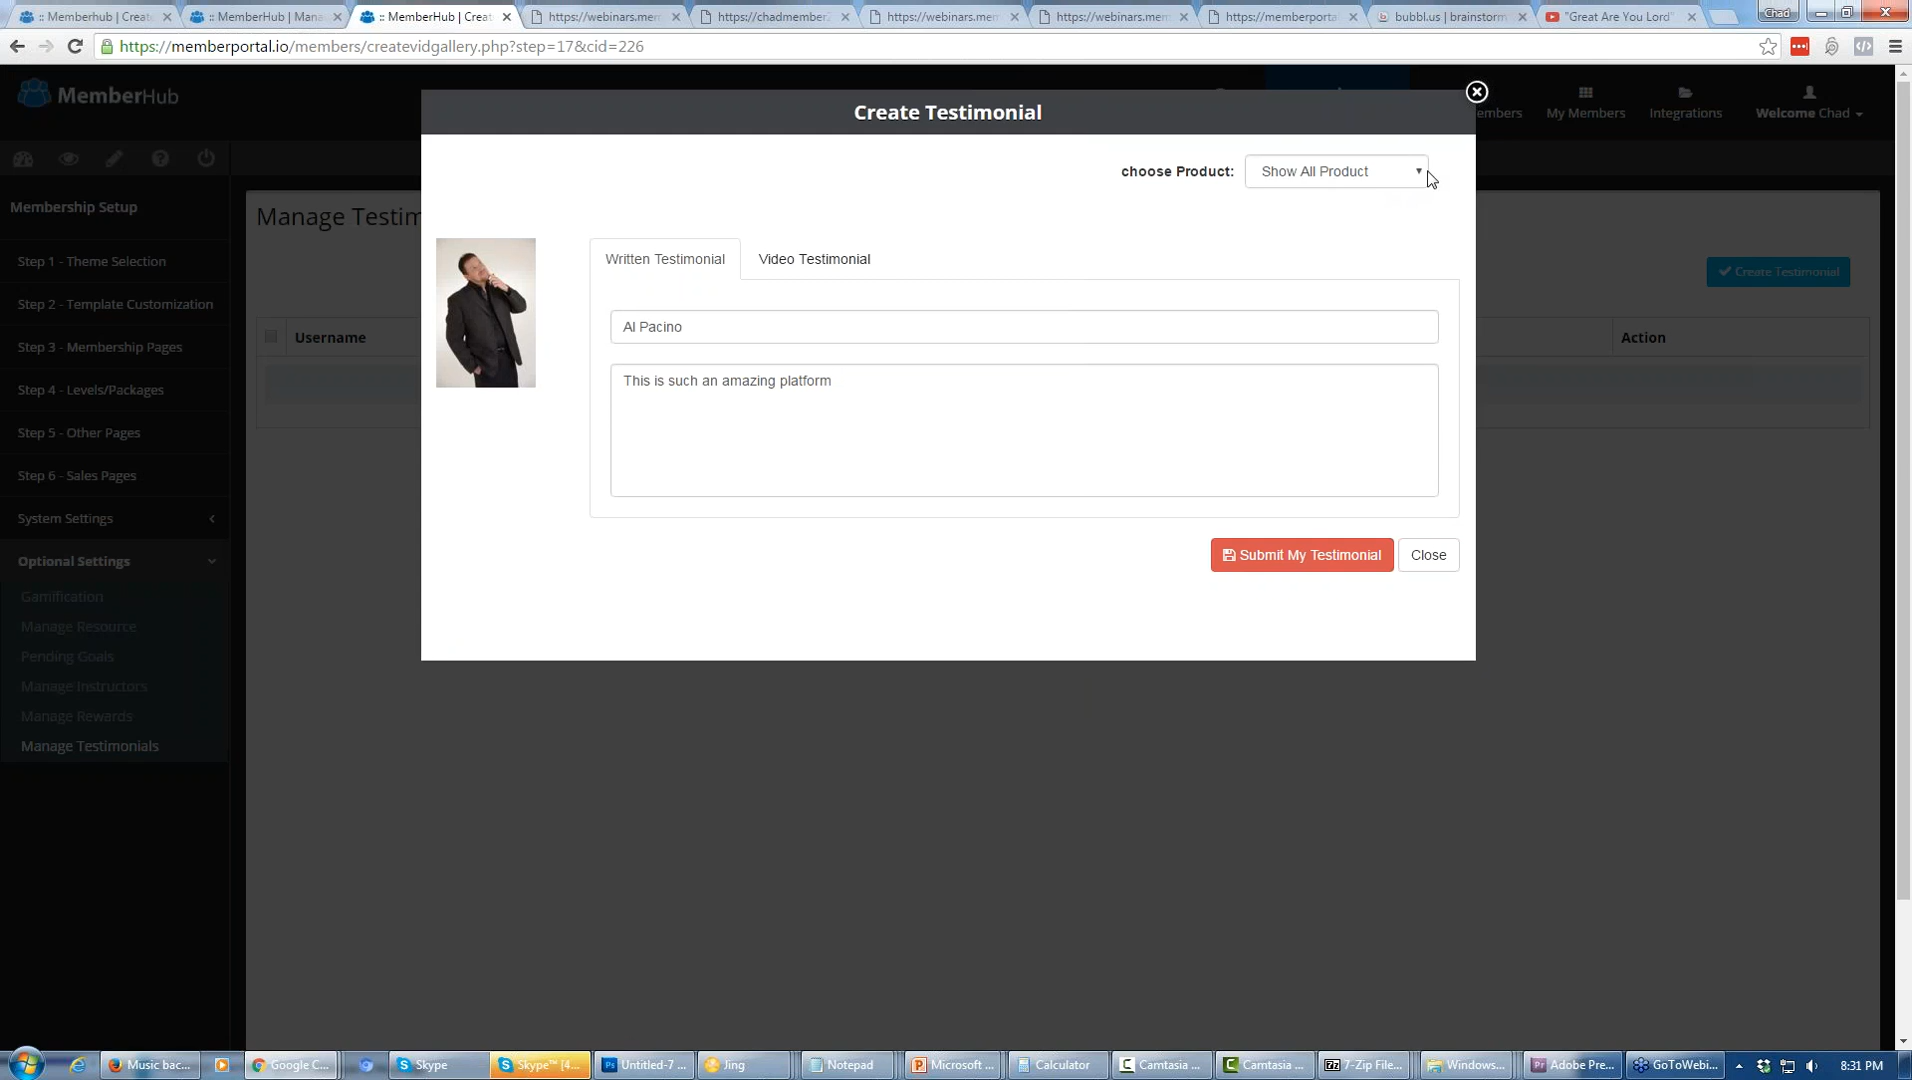 :: MemberHub | Create
:: MemberHub | Mana
:: MemberHub | Creat
https://webinars.mem
https://chadmember2
https://webinars.mem
https://webinars.mem
https://memberportal
bubbl.us | brainstorm
"Great Are You Lord"
Chad
https://memberportal.io/members/createvidgallery.php?step=17&cid=226
MemberHub
embers
My Members
Integrations
Welcome Chad
Create Testimonial
choose Product:
Show All Product
Membership Setup
Step 1 - Theme Selection
Step 2 - Template Customization
Step 3 - Membership Pages
Step 4 - Levels/Packages
Step 5 - Other Pages
Step 6 - Sales Pages
System Settings
Optional Settings
Gamification
Manage Resource
Pending Goals
Manage Instructors
Manage Rewards
Manage Testimonials
Manage Testim
Create Testimonial
Username
Action
Written Testimonial
Video Testimonial
Al Pacino
This is such an amazing platform
Submit My Testimonial
Close
Music bac...
Google C...
Skype
Skype™ [4...
Untitled-7 ...
Jing
Notepad
Microsoft ...
Calculator
Camtasia ...
Camtasia ...
7-Zip File...
Windows...
Adobe Pre...
GoToWebi...
8:31 PM